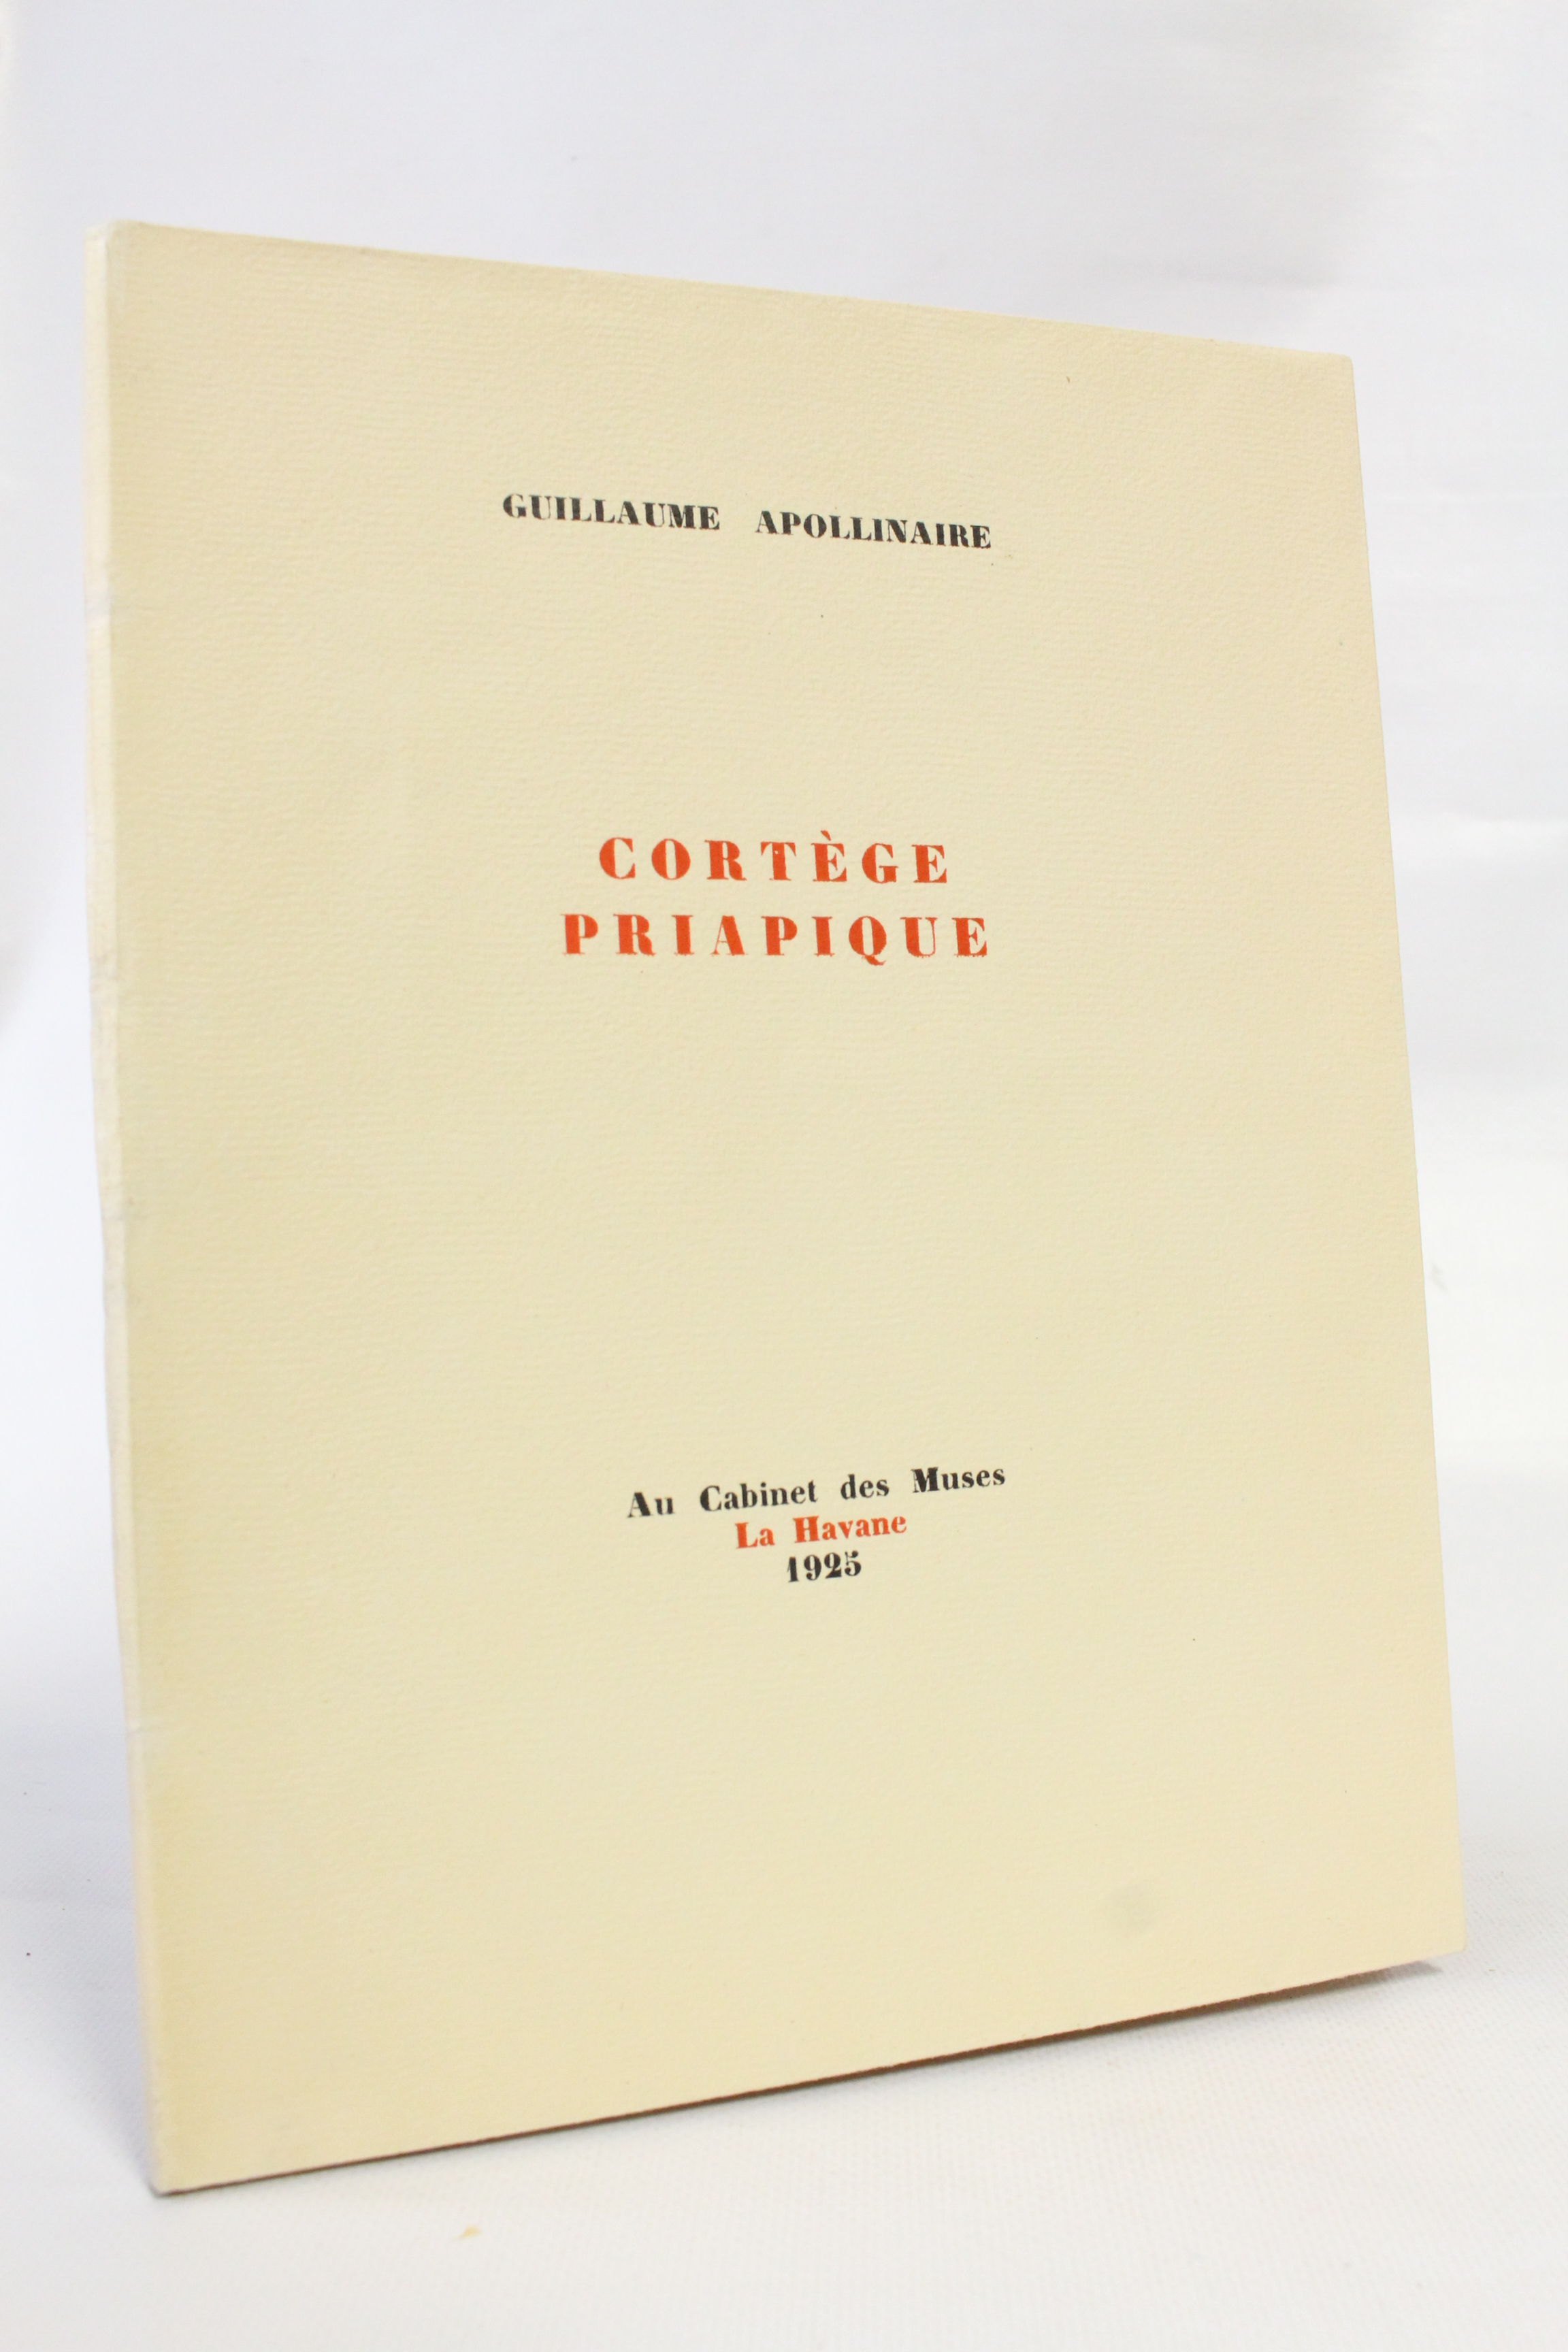 GUILLAUME APOLLINAIRE
CORTÈGE
PRIAPIQUE
Au Cabinet des Muses
La Havane
1925